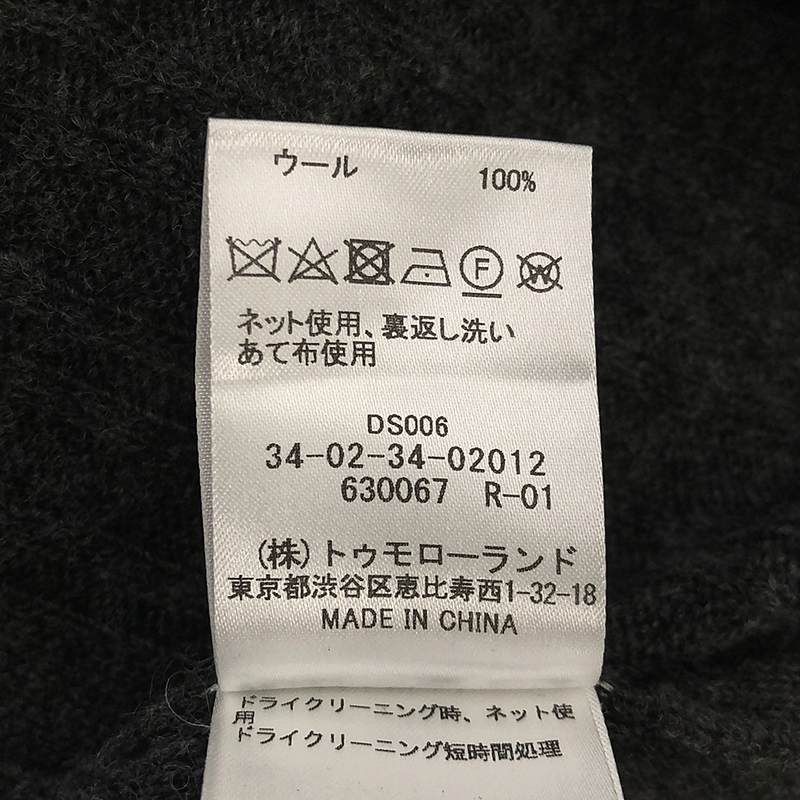 ウール 100%
F W
ネット使用、裏返し洗い
あて布使用
DS006
34-02-34-02012
630067 R-01
(株)トゥモローランド
東京都渋谷区恵比寿西1-32-18
MADE IN CHINA
ドライクリーニング時、ネット使
用
ドライクリーニング短時間処理